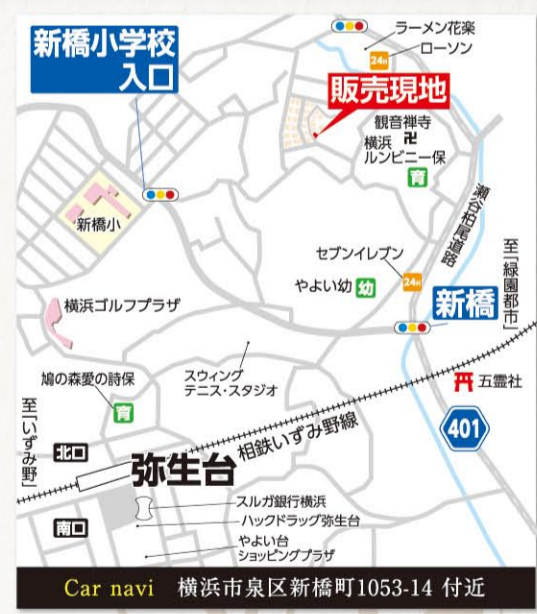 新橋小学校
入口
ラーメン花楽
ローソン
24H
販売現地
観音禅寺
卍
横浜
ルンビニー保
育
新橋小
瀬谷柏尾道路
至「緑園都市」
セブンイレブン
24H
やよい幼
幼
新橋
横浜ゴルフプラザ
スウィング
テニス・スタジオ
五霊社
鳩の森愛の詩保
育
401
至「いずみ野」
北口
相鉄いずみ野線
弥生台
南口
スルガ銀行横浜
ハックドラッグ弥生台
やよい台
ショッピングプラザ
Car navi 横浜市泉区新橋町1053-14 付近